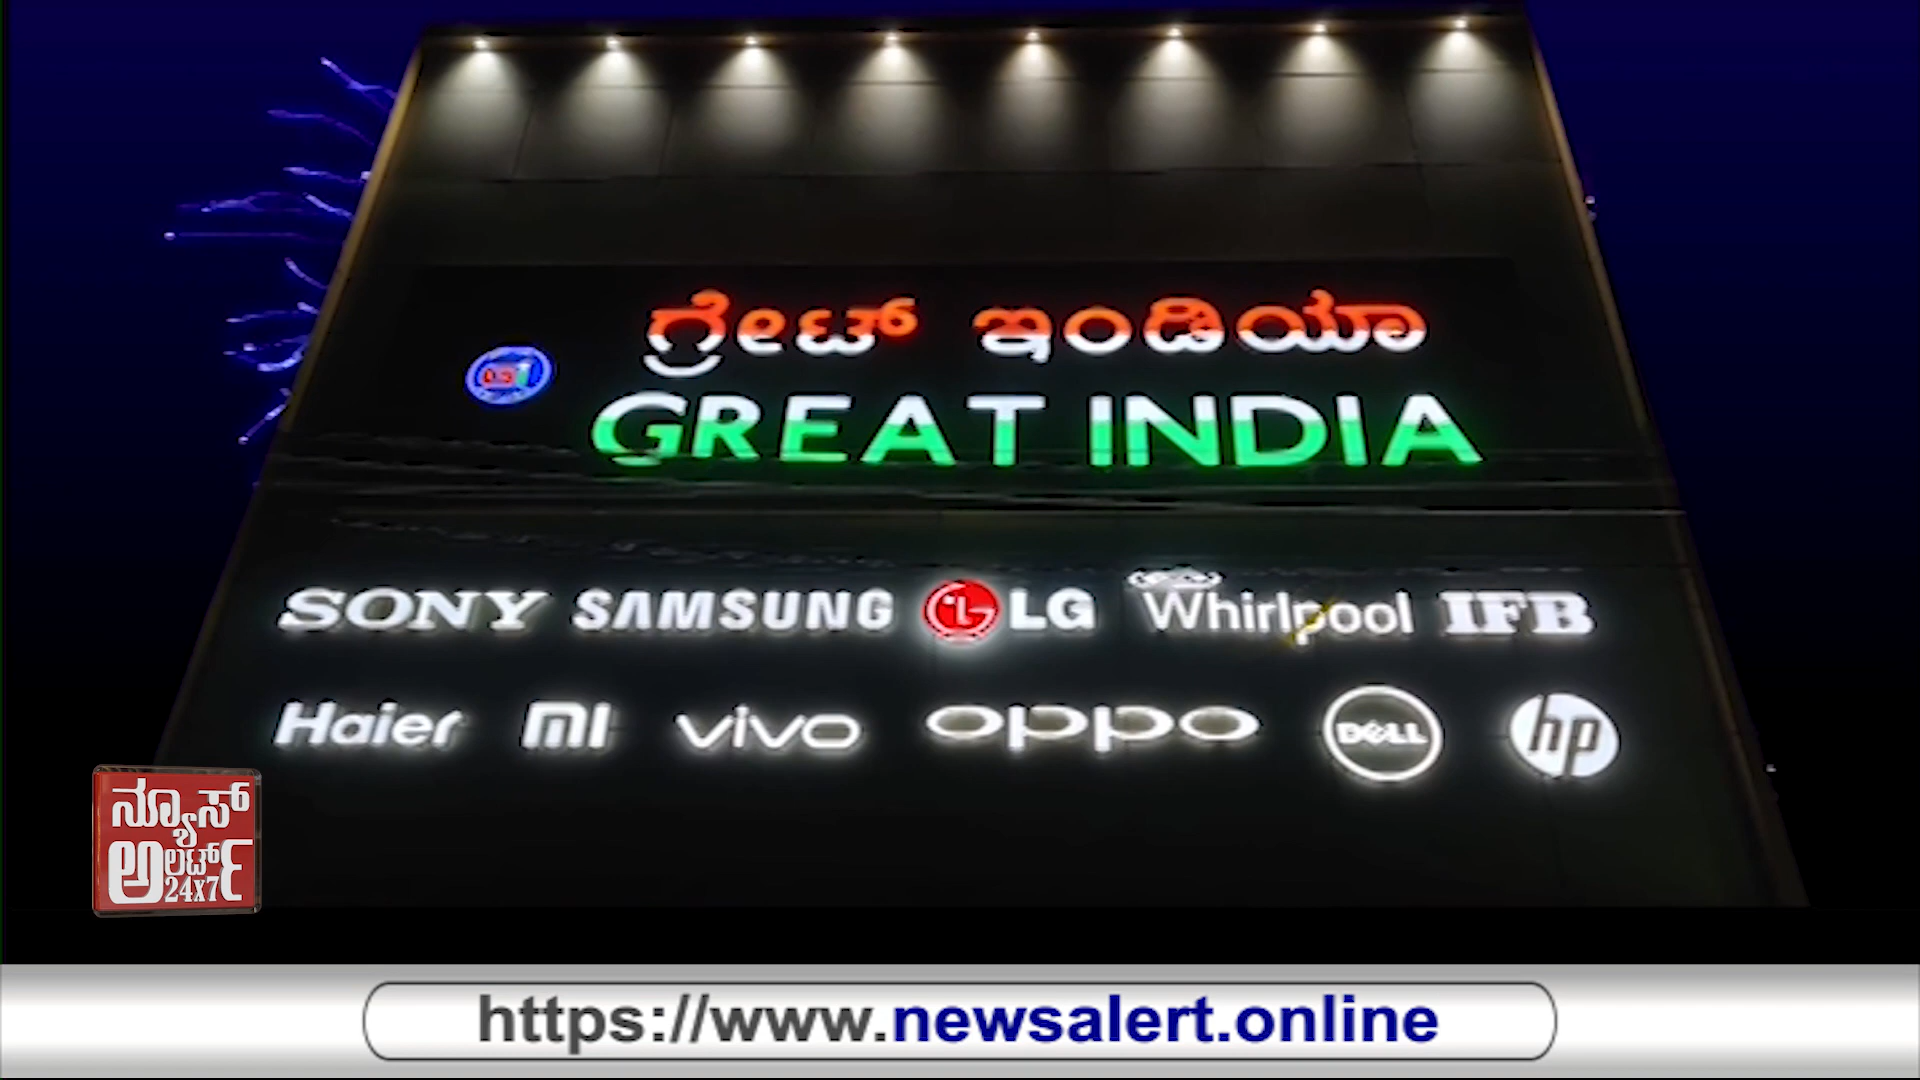 ಗ್ರೇಟ್ ಇಂಡಿಯಾ
GREAT INDIA
SONY SAMSUNG LG Whirlpool IFB
Haier mi vivo oppo DELL hp
ನ್ಯೂಸ್
ಅಲರ್ಟ್
24x7
https://www.newsalert.online